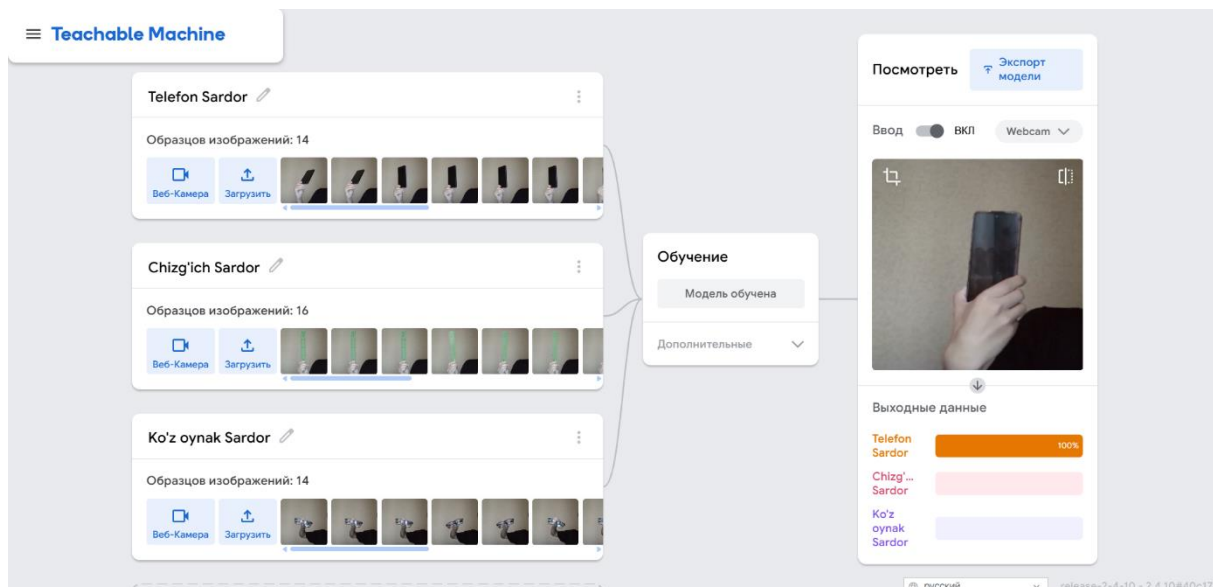 Teachable Machine
Telefon Sardor
Образцов изображений: 14
Веб-Камера
Загрузить
Chizg'ich Sardor
Образцов изображений: 16
Веб-Камера
Загрузить
Ko'z oynak Sardor
Образцов изображений: 14
Веб-Камера
Загрузить
Обучение
Модель обучена
Дополнительные
Посмотреть
Экспорт
модели
Ввод
ВКЛ
Webcam
Выходные данные
Telefon
Sardor
100%
Chizg'...
Sardor
Ko'z
oynak
Sardor
русский